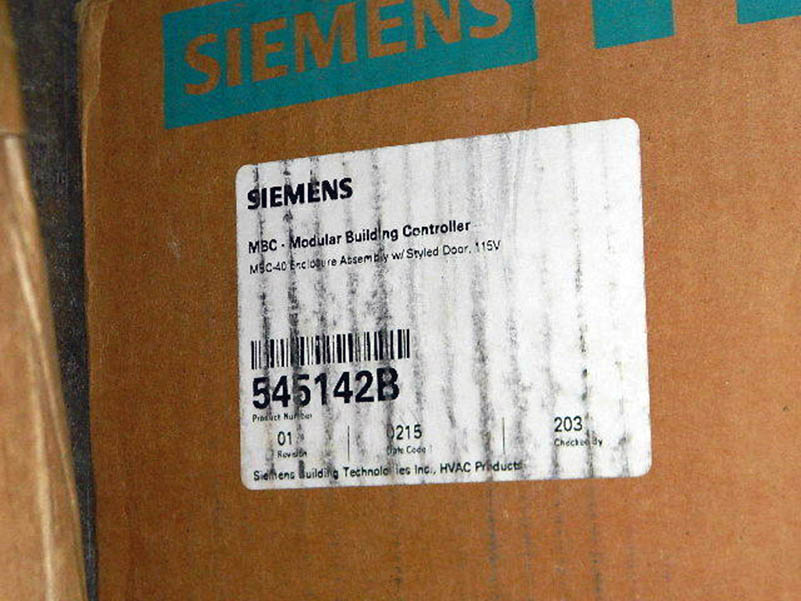 SIEMENS
SIEMENS
MBC - Modular Building Controller
MBC-40 Enclosure Assembly w/ Styled Door, 115V
545142B
Product Number
01 0215 203
Revision Date Code Checked By
Siemens Building Technologies Inc., HVAC Products